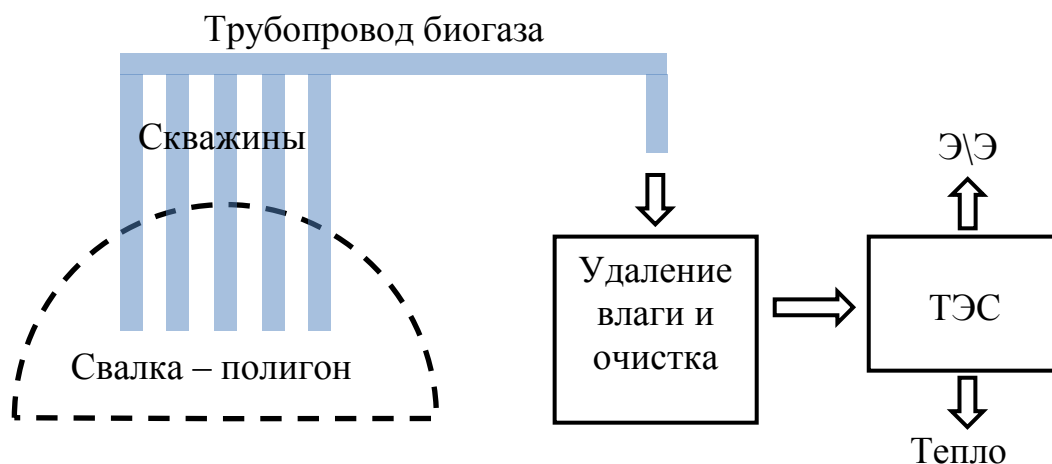 Трубопровод биогаза
Скважины
Э\Э
Удаление
влаги и
очистка
ТЭС
Свалка – полигон
Тепло